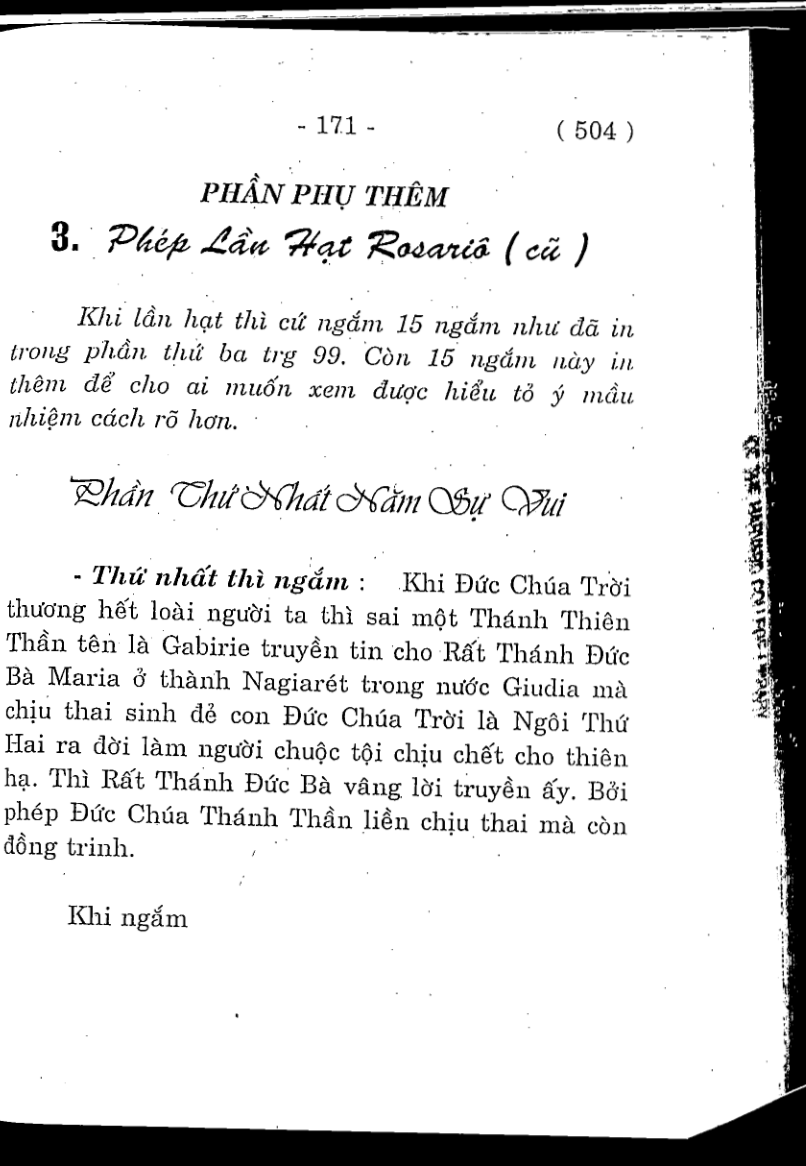 - 171 -          ( 504 )
PHẦN PHỤ THÊM
3. Phép Lần Hạt Rosariô ( cũ )
Khi lần hạt thì cứ ngắm 15 ngắm như đã in
trong phần thứ ba trg 99. Còn 15 ngắm này in
thêm để cho ai muốn xem được hiểu tỏ ý mầu
nhiệm cách rõ hơn.
Phần Thứ Nhất Năm Sự Vui
- Thứ nhất thì ngắm : Khi Đức Chúa Trời
thương hết loài người ta thì sai một Thánh Thiên
Thần tên là Gabirie truyền tin cho Rất Thánh Đức
Bà Maria ở thành Nagiarét trong nước Giudia mà
chịu thai sinh đẻ con Đức Chúa Trời là Ngôi Thứ
Hai ra đời làm người chuộc tội chịu chết cho thiên
hạ. Thì Rất Thánh Đức Bà vâng lời truyền ấy. Bởi
phép Đức Chúa Thánh Thần liền chịu thai mà còn
đồng trinh.
Khi ngắm